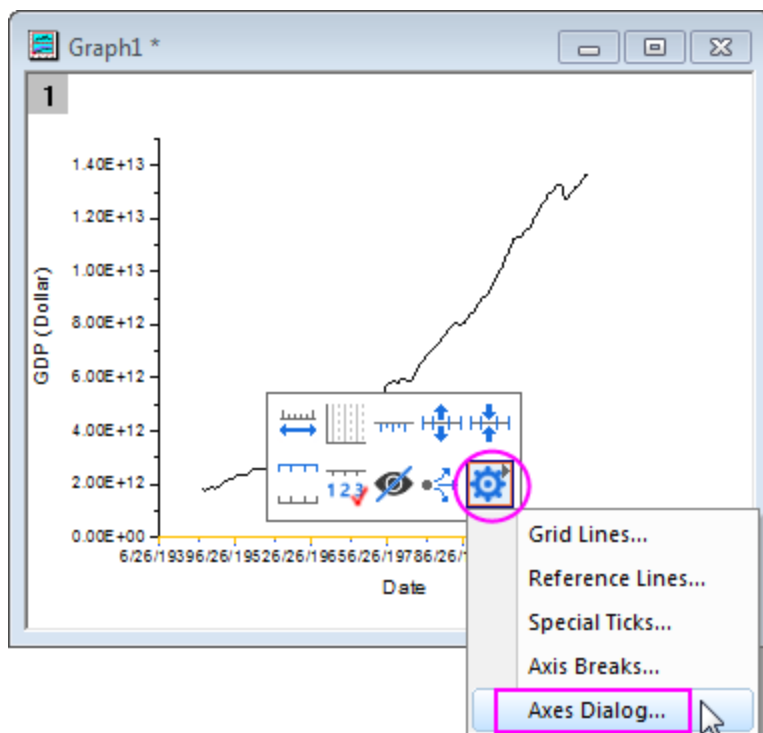 Graph1 *
1
1.40E+13
1.20E+13
1.00E+13
8.00E+12
6.00E+12
4.00E+12
2.00E+12
0.00E+00
GDP (Dollar)
1 2 3
6/26/19396/26/19526/26/19656/26/19786/26/
Date
Grid Lines...
Reference Lines...
Special Ticks...
Axis Breaks...
Axes Dialog...